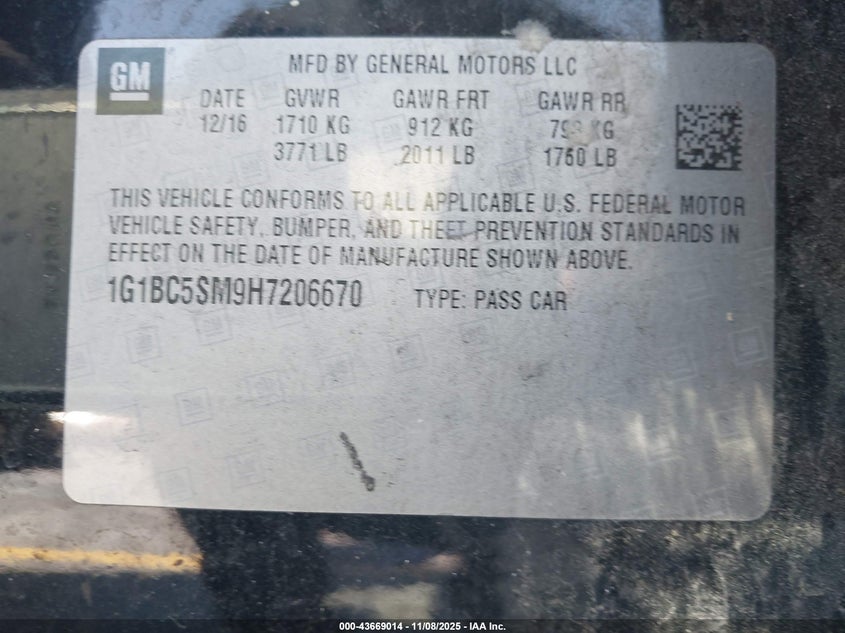 GM
MFD BY GENERAL MOTORS LLC
DATE GVWR GAWR FRT GAWR RR
12/16 1710 KG 912 KG KG
3771 LB 2011 LB 1760 LB
THIS VEHICLE CONFORMS TO ALL APPLICABLE U.S. FEDERAL MOTOR
VEHICLE SAFETY, BUMPER, AND THEFT PREVENTION STANDARDS IN
EFFECT ON THE DATE OF MANUFACTURE SHOWN ABOVE.
1G1BC5SM9H7206670 TYPE: PASS CAR
000-43669014 - 11/08/2025 - IAA Inc.